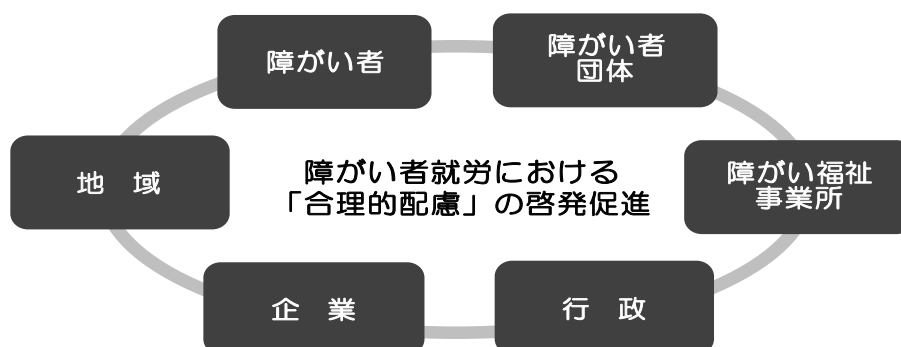 障がい者
障がい者
団体
地　域
障がい者就労における
「合理的配慮」の啓発促進
障がい福祉
事業所
企　業
行　政